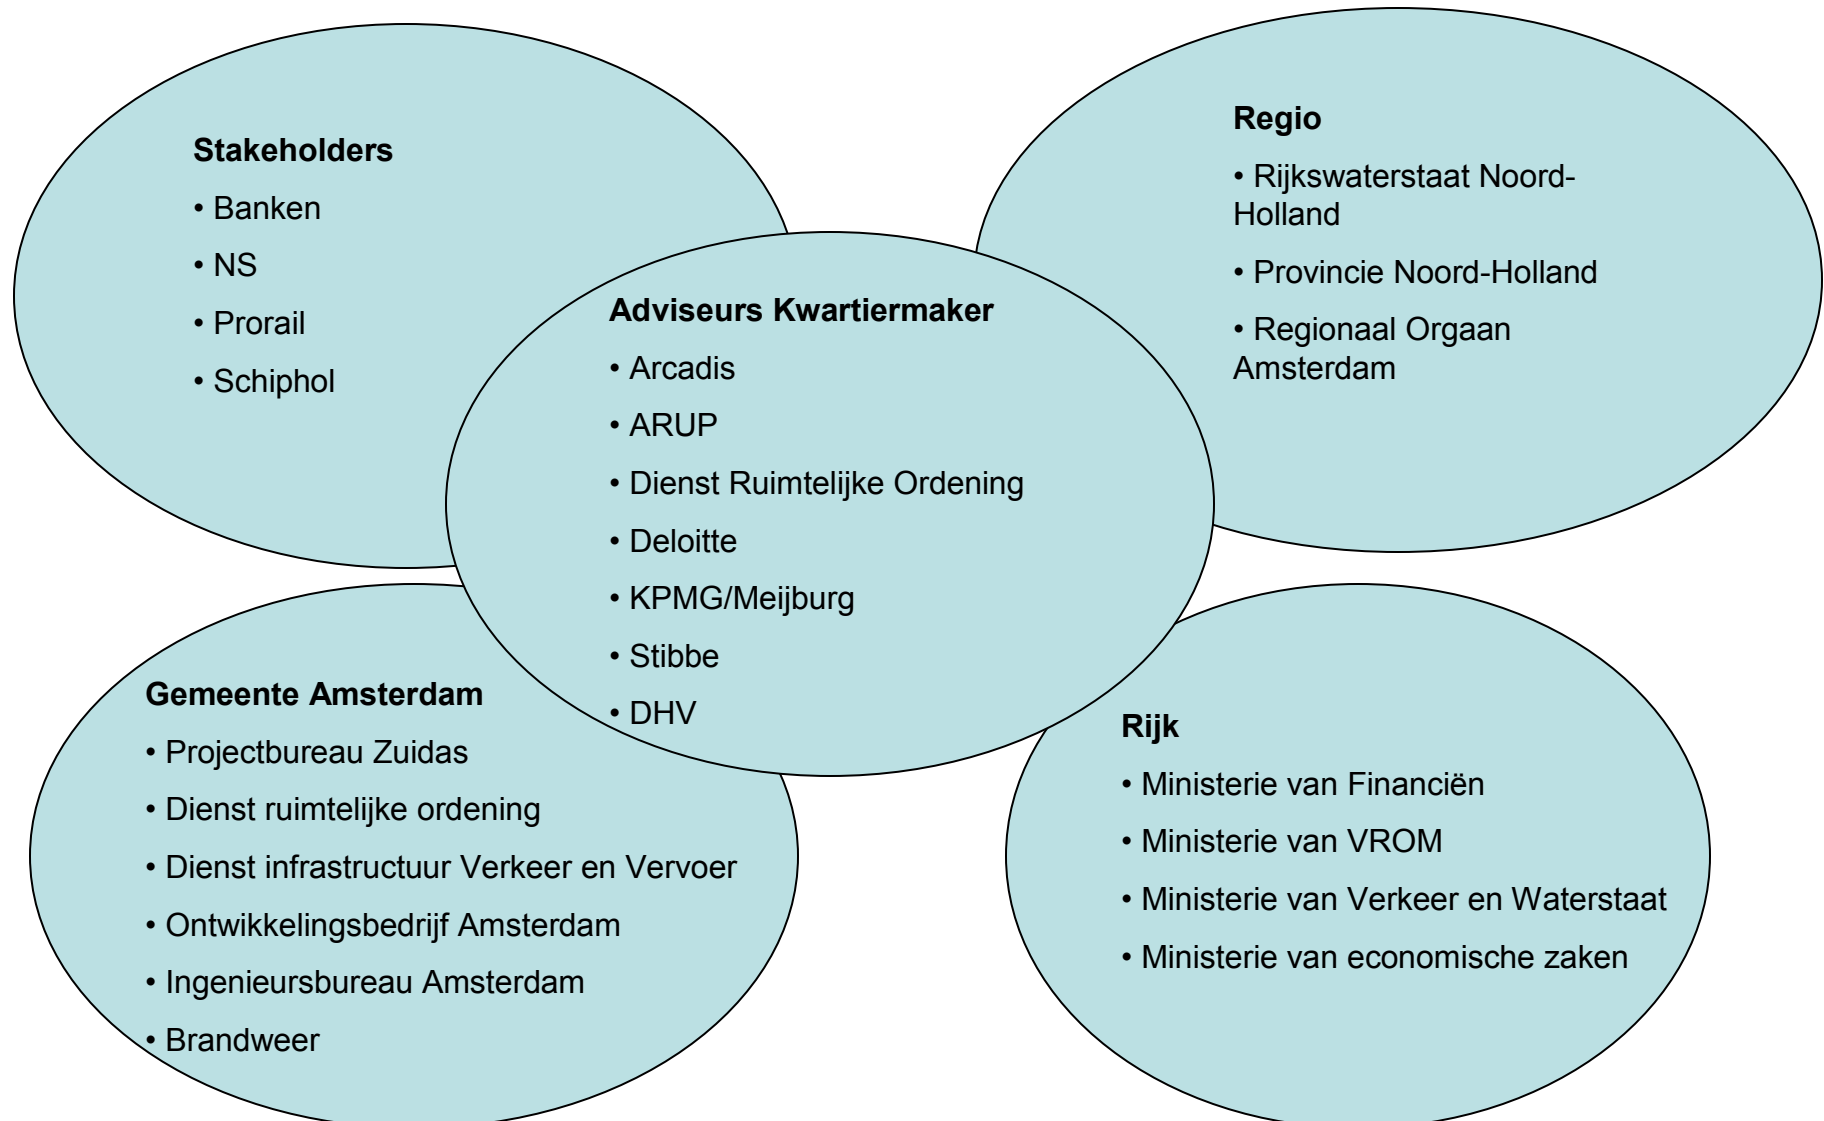 Stakeholders
• Banken
• NS
• Prorail
• Schiphol
Regio
• Rijkswaterstaat Noord-
Holland
• Provincie Noord-Holland
• Regionaal Orgaan
Amsterdam
Adviseurs Kwartiermaker
• Arcadis
• ARUP
• Dienst Ruimtelijke Ordening
• Deloitte
• KPMG/Meijburg
• Stibbe
• DHV
Gemeente Amsterdam
• Projectbureau Zuidas
• Dienst ruimtelijke ordening
• Dienst infrastructuur Verkeer en Vervoer
• Ontwikkelingsbedrijf Amsterdam
• Ingenieursbureau Amsterdam
• Brandweer
Rijk
• Ministerie van Financiën
• Ministerie van VROM
• Ministerie van Verkeer en Waterstaat
• Ministerie van economische zaken